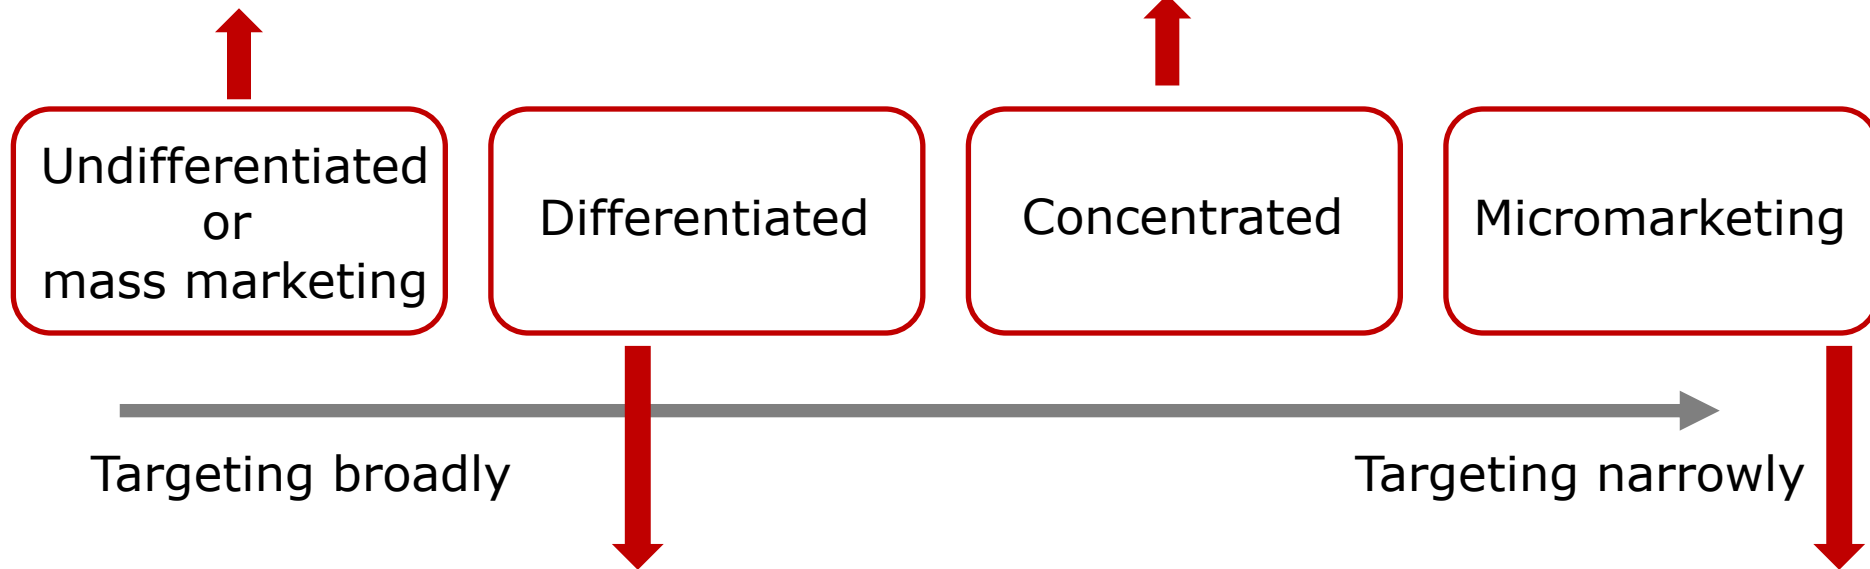 Undifferentiated
or
mass marketing
Differentiated
Concentrated
Micromarketing
Targeting broadly
Targeting narrowly